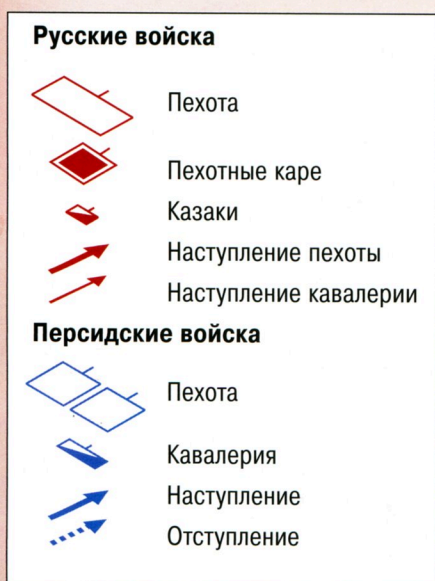 Русские войска
Пехота
Пехотные каре
Казаки
Наступление пехоты
Наступление кавалерии
Персидские войска
Пехота
Кавалерия
Наступление
Отступление